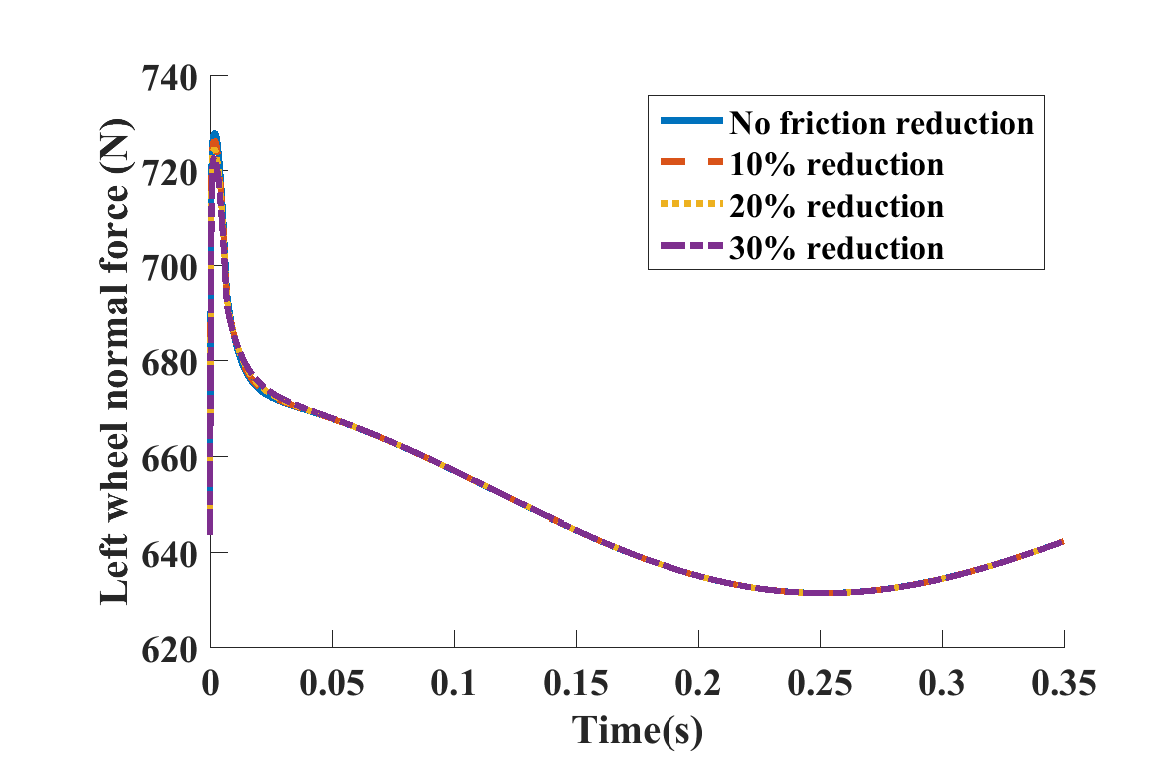 740
720
700
680
660
640
620
Left wheel normal force (N)
No friction reduction
10% reduction
20% reduction
30% reduction
0 0.05 0.1 0.15 0.2 0.25 0.3 0.35
Time(s)